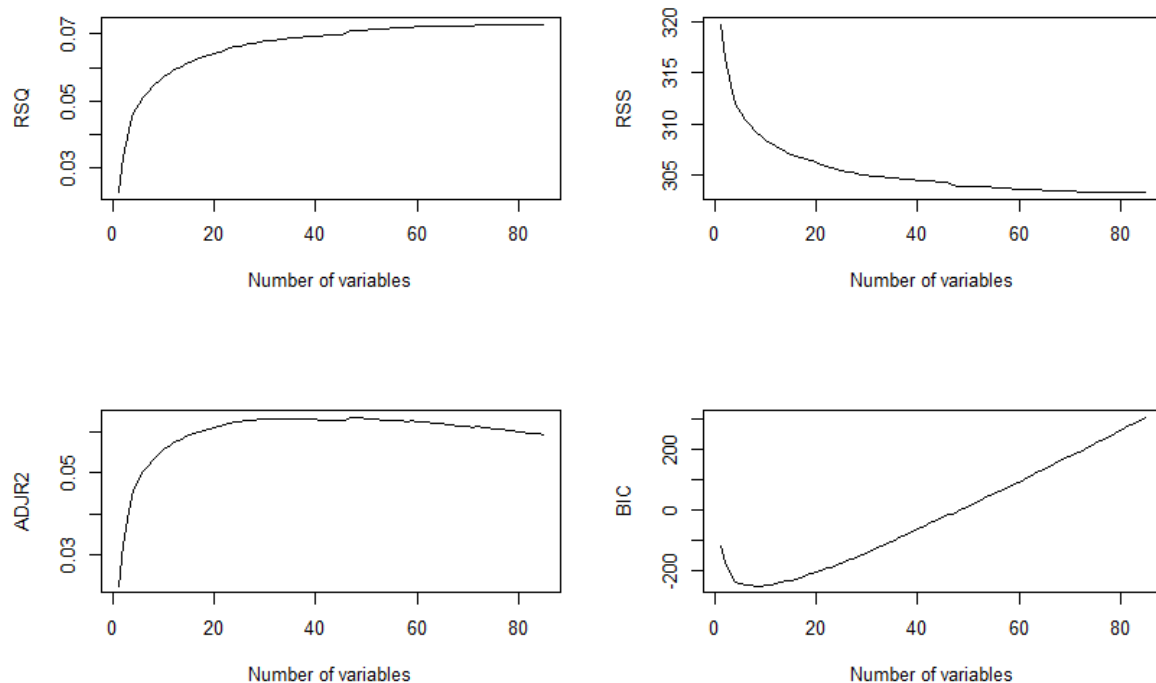 RSQ
0.07
0.05
0.03
0 20 40 60 80
Number of variables
RSS
320
315
310
305
0 20 40 60 80
Number of variables
ADJR2
0.05
0.03
0 20 40 60 80
Number of variables
BIC
200
0
-200
0 20 40 60 80
Number of variables